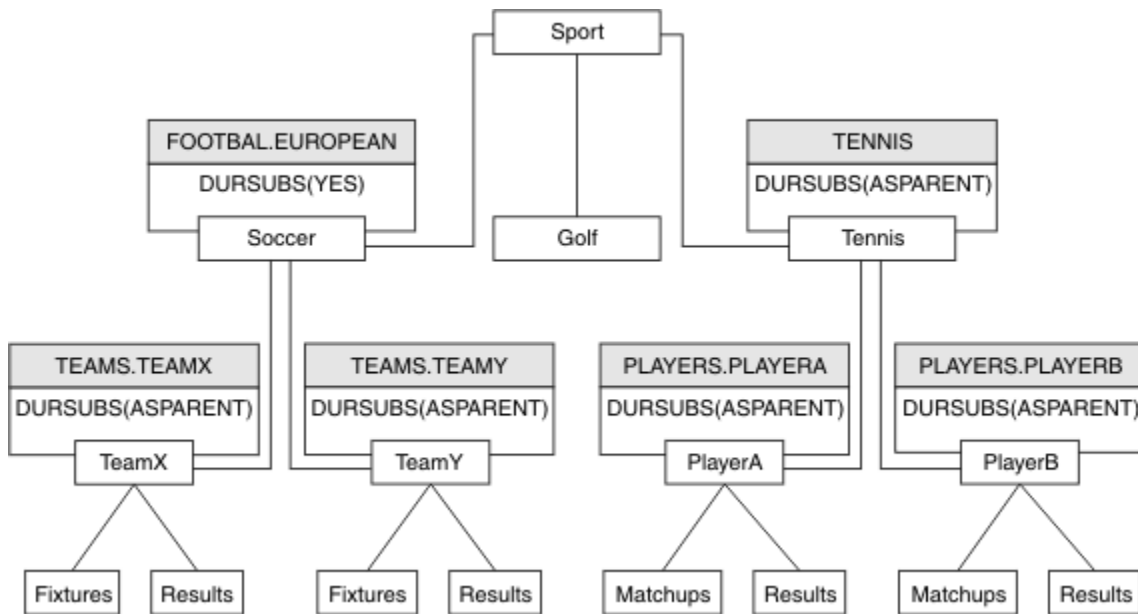 Sport
FOOTBAL.EUROPEAN
DURSUBS(YES)
Soccer
Golf
TENNIS
DURSUBS(ASPARENT)
Tennis
TEAMS.TEAMX
DURSUBS(ASPARENT)
TeamX
TEAMS.TEAMY
DURSUBS(ASPARENT)
TeamY
PLAYERS.PLAYERA
DURSUBS(ASPARENT)
PlayerA
PLAYERS.PLAYERB
DURSUBS(ASPARENT)
PlayerB
Fixtures
Results
Fixtures
Results
Matchups
Results
Matchups
Results